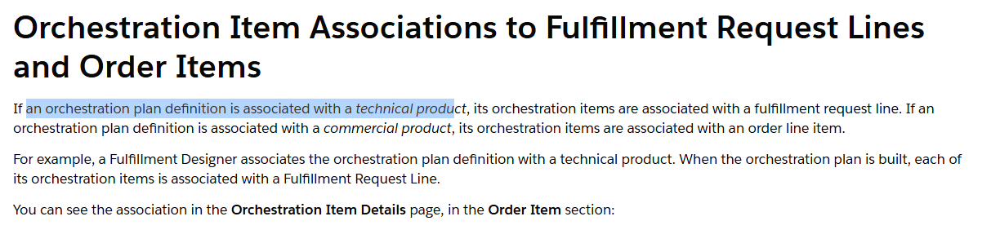 Orchestration Item Associations to Fulfillment Request Lines
and Order Items
If an orchestration plan definition is associated with a technical product, its orchestration items are associated with a fulfillment request line. If an
orchestration plan definition is associated with a commercial product, its orchestration items are associated with an order line item.
For example, a Fulfillment Designer associates the orchestration plan definition with a technical product. When the orchestration plan is built, each of
its orchestration items is associated with a Fulfillment Request Line.
You can see the association in the Orchestration Item Details page, in the Order Item section: